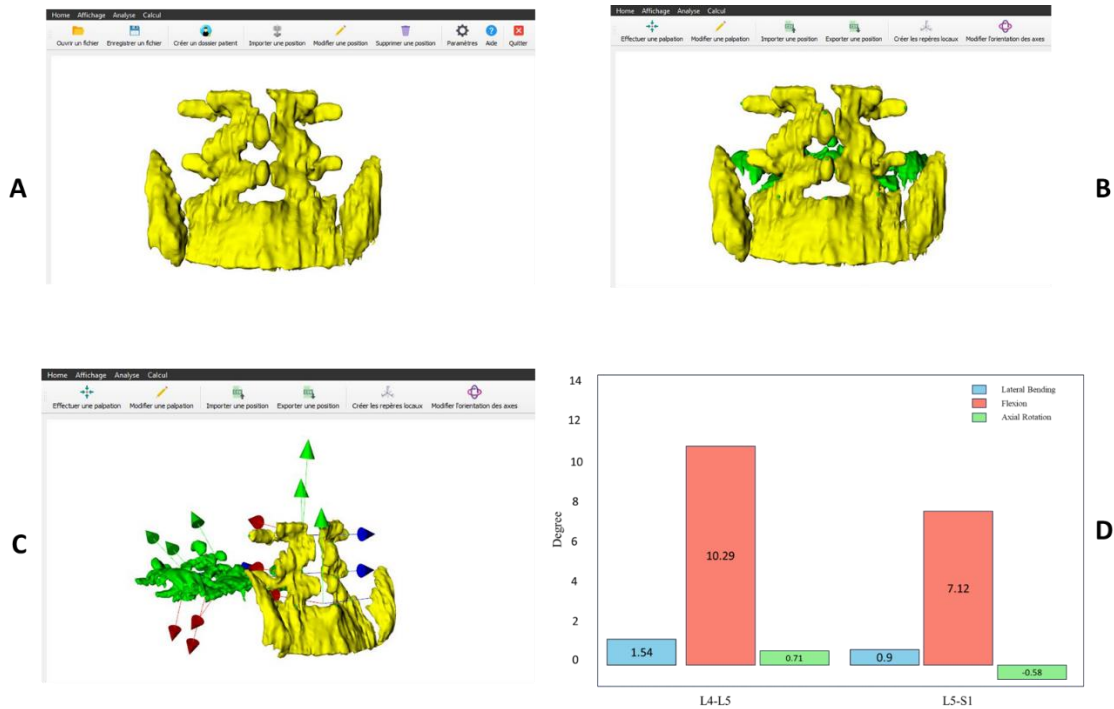 Home Affichage Analyse Calcul
Ouvrir un fichier Enregistrer un fichier Créer un dossier patient Importer une position Modifier une position Supprimer une position Paramètres Aide Quitter
A
Home Affichage Analyse Calcul
Effectuer une palpation Modifier une palpation Importer une position Exporter une position Créer les repères locaux Modifier l'orientation des axes
B
Home Affichage Analyse Calcul
Effectuer une palpation Modifier une palpation Importer une position Exporter une position Créer les repères locaux Modifier l'orientation des axes
C
14
12
10
8
6
4
2
0
Degree
Lateral Bending
Flexion
Axial Rotation
1.54
10.29
0.71
0.9
7.12
-0.58
L4-L5
L5-S1
D